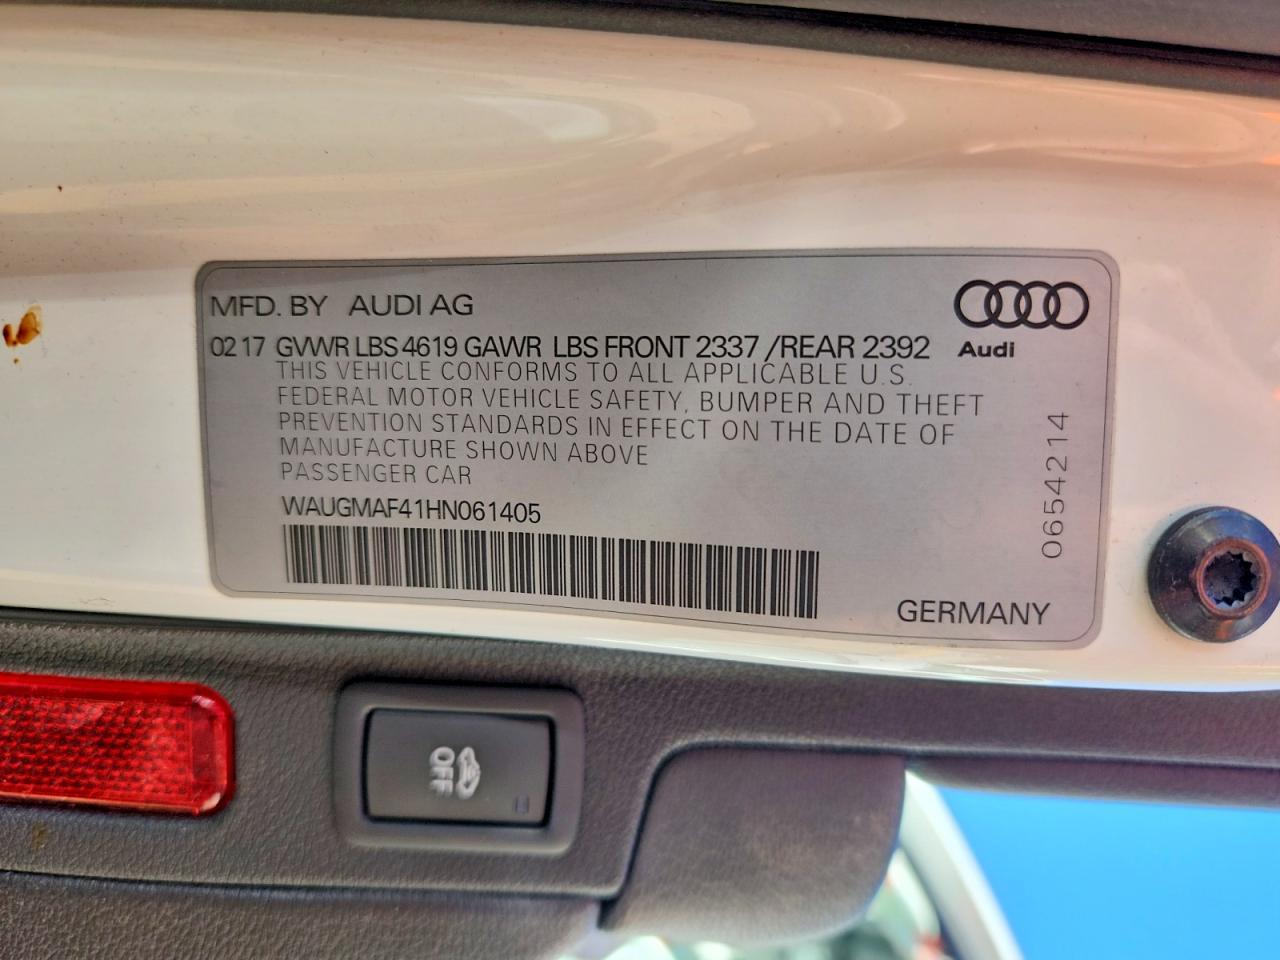 MFD. BY AUDI AG
02 17 GVWR LBS 4619 GAWR LBS FRONT 2337 /REAR 2392
Audi
THIS VEHICLE CONFORMS TO ALL APPLICABLE U.S.
FEDERAL MOTOR VEHICLE SAFETY, BUMPER AND THEFT
PREVENTION STANDARDS IN EFFECT ON THE DATE OF
MANUFACTURE SHOWN ABOVE
PASSENGER CAR
WAUGMAF41HN061405
06542214
GERMANY
OFF